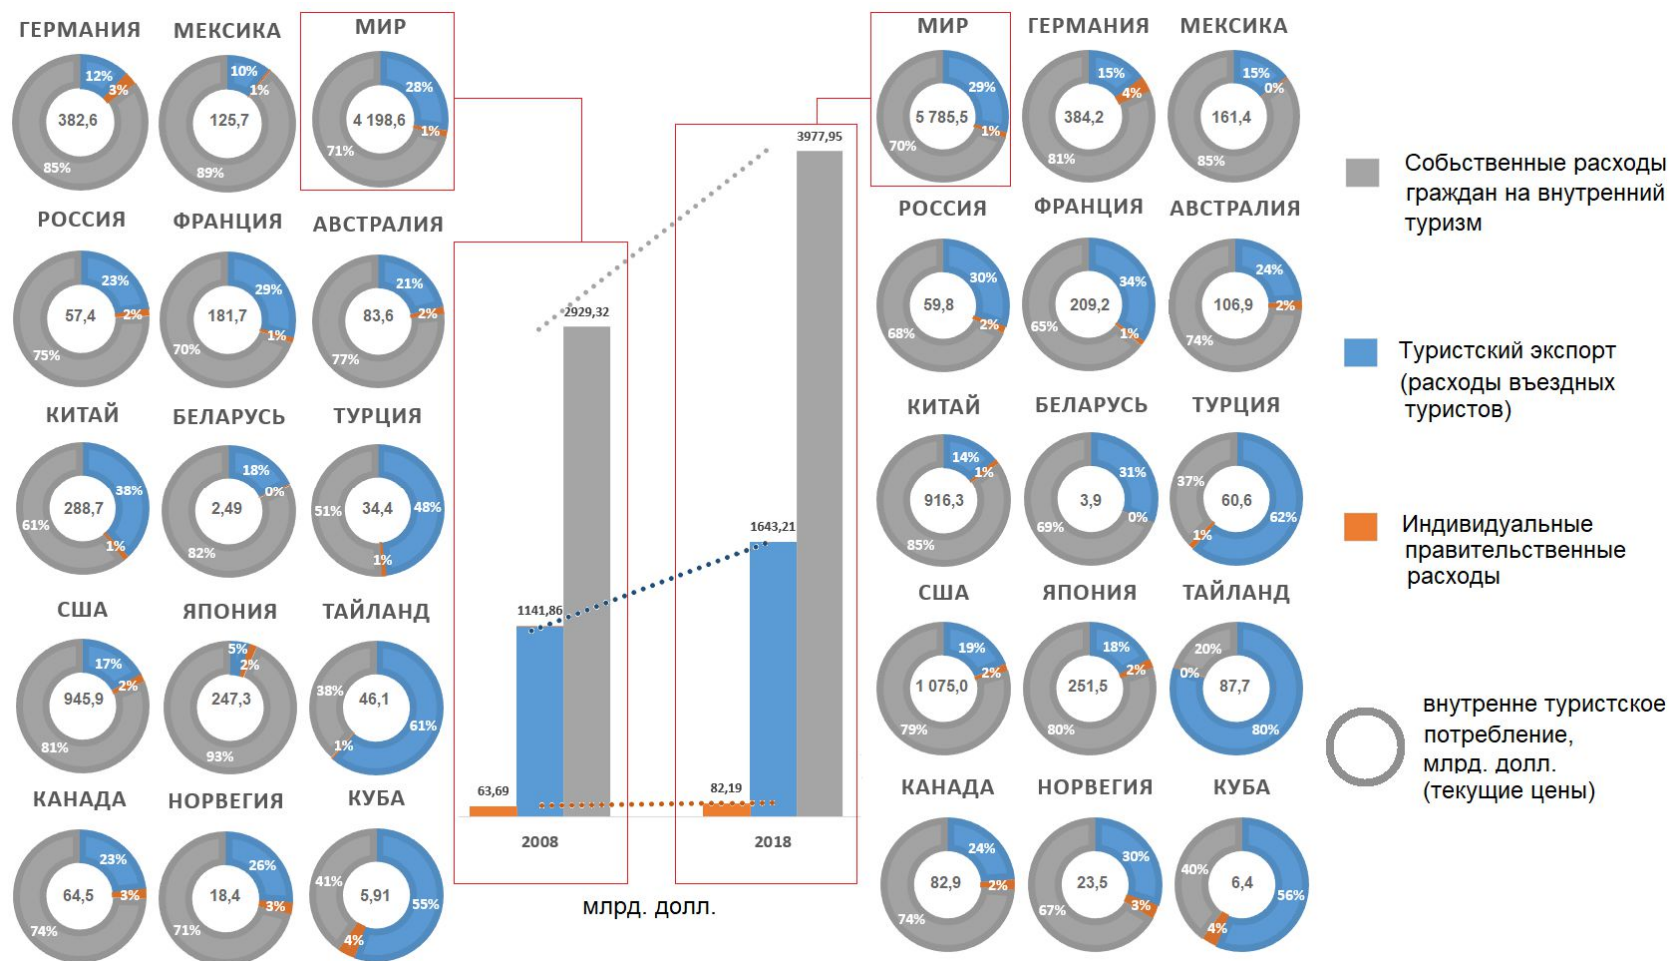 ГЕРМАНИЯ
12%
3%
382,6
85%
МЕКСИКА
10%
1%
125,7
89%
МИР
28%
1%
4 198,6
71%
РОССИЯ
23%
2%
57,4
75%
ФРАНЦИЯ
29%
1%
181,7
70%
АВСТРАЛИЯ
21%
2%
83,6
77%
КИТАЙ
38%
1%
288,7
61%
БЕЛАРУСЬ
18%
0%
2,49
82%
ТУРЦИЯ
48%
1%
34,4
51%
США
17%
2%
945,9
81%
ЯПОНИЯ
5%
2%
247,3
93%
ТАЙЛАНД
61%
1%
46,1
38%
КАНАДА
23%
3%
64,5
74%
НОРВЕГИЯ
26%
3%
18,4
71%
КУБА
55%
4%
5,91
41%
63,69
1141,86
2929,32
2008
82,19
1643,21
3977,95
2018
млрд. долл.
МИР
29%
1%
5 785,5
70%
ГЕРМАНИЯ
15%
4%
384,2
81%
МЕКСИКА
15%
0%
161,4
85%
РОССИЯ
30%
2%
59,8
68%
ФРАНЦИЯ
34%
1%
209,2
65%
АВСТРАЛИЯ
24%
2%
106,9
74%
КИТАЙ
14%
1%
916,3
85%
БЕЛАРУСЬ
31%
0%
3,9
69%
ТУРЦИЯ
62%
1%
60,6
37%
США
19%
2%
1 075,0
79%
ЯПОНИЯ
18%
2%
251,5
80%
ТАЙЛАНД
20%
0%
87,7
80%
КАНАДА
24%
2%
82,9
74%
НОРВЕГИЯ
30%
3%
23,5
67%
КУБА
56%
4%
6,4
40%
Собьственные расходы
граждан на внутренний
туризм
Туристский экспорт
(расходы въездных
туристов)
Индивидуальные
правительственные
расходы
внутренне туристское
потребление,
млрд. долл.
(текущие цены)